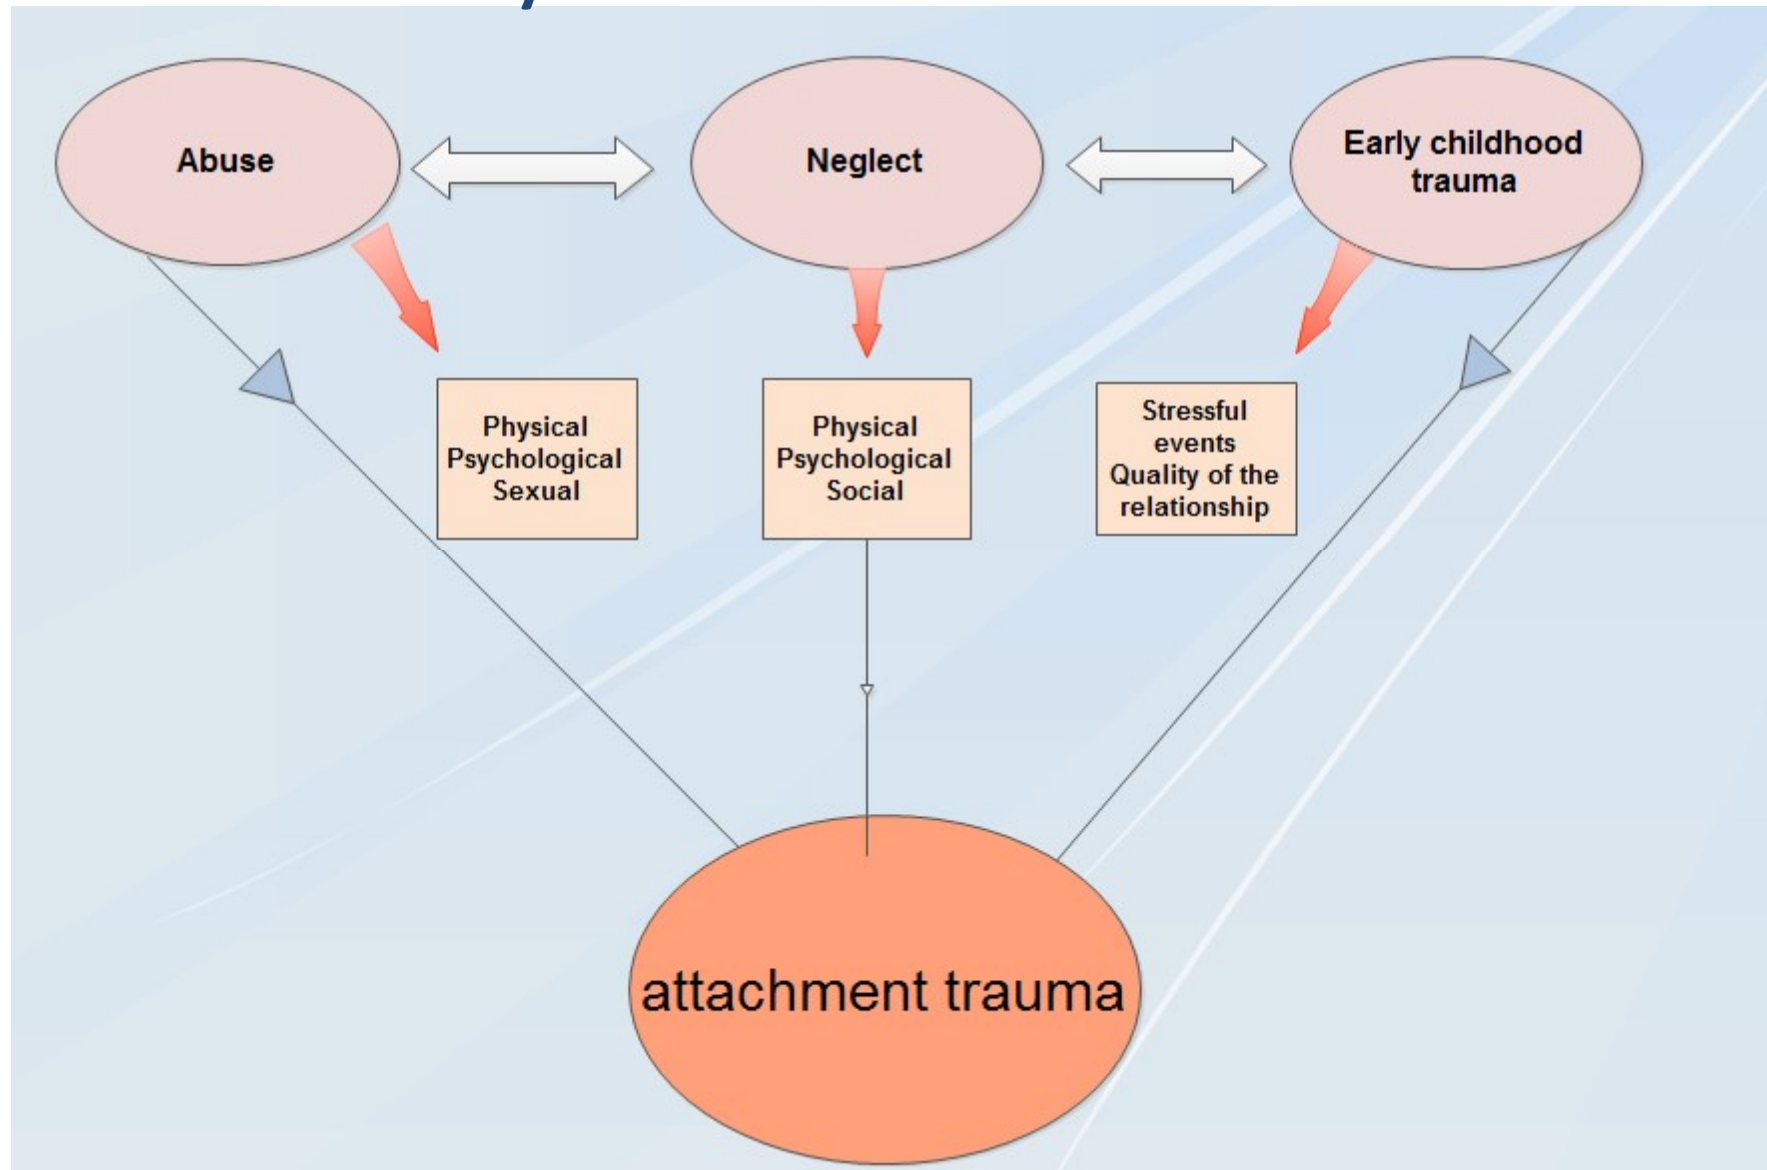 Abuse
Neglect
Early childhood
trauma
Physical
Psychological
Sexual
Physical
Psychological
Social
Stressful
events
Quality of the
relationship
attachment trauma